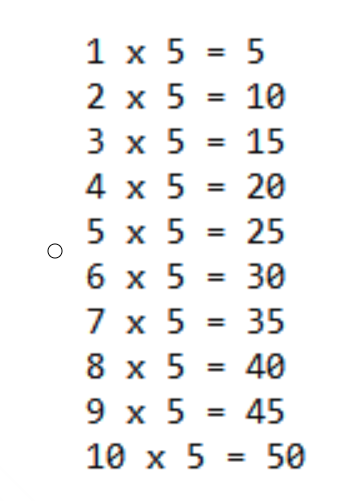 1 x 5 = 5
2 x 5 = 10
3 x 5 = 15
4 x 5 = 20
5 x 5 = 25
6 x 5 = 30
7 x 5 = 35
8 x 5 = 40
9 x 5 = 45
10 x 5 = 50